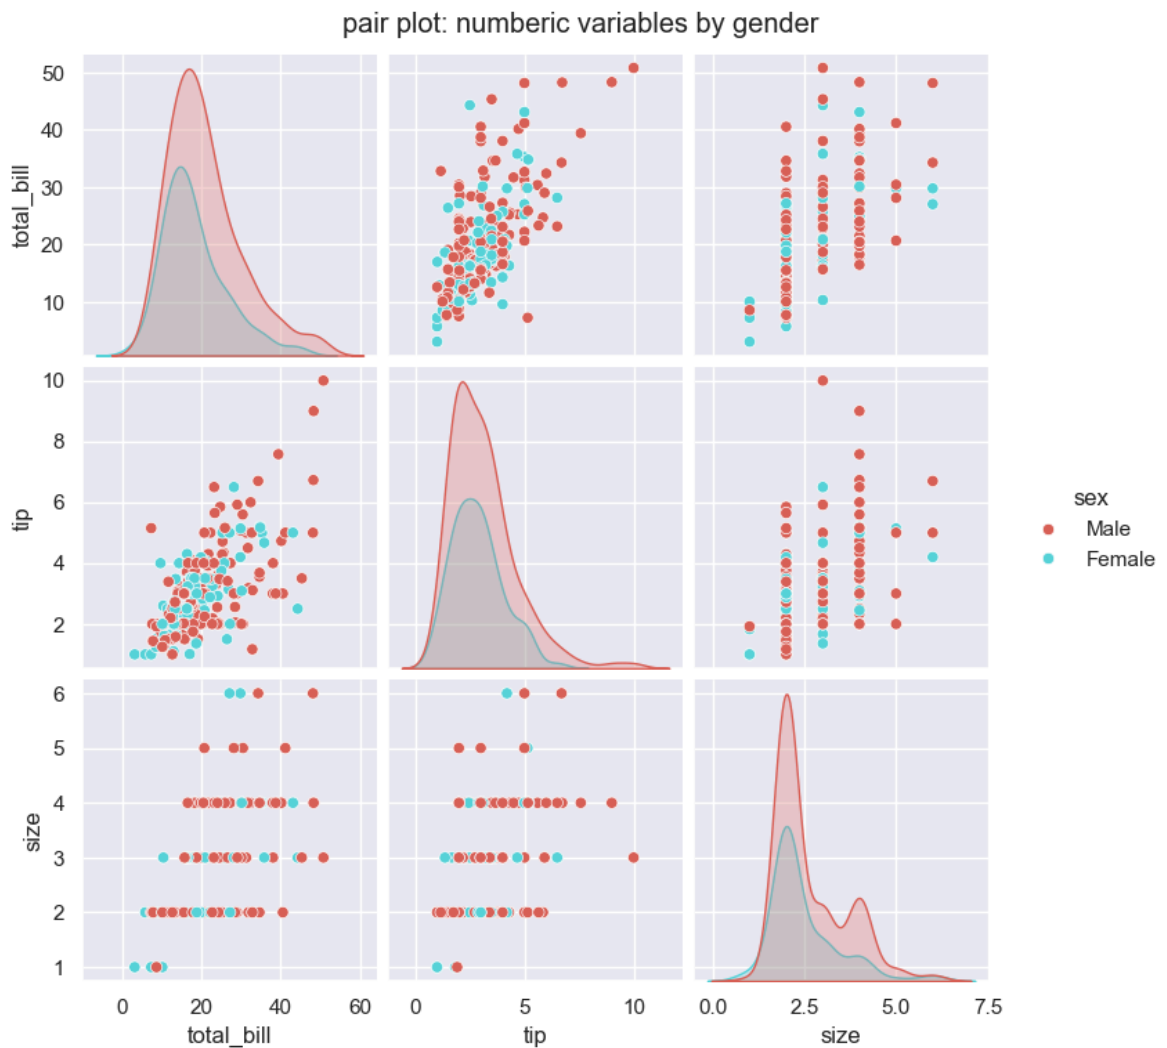 pair plot: numberic variables by gender
50
40
30
20
10
total_bill
10
8
6
4
2
tip
sex
Male
Female
6
5
4
3
2
1
size
0 20 40 60
0 5 10
0.0 2.5 5.0 7.5
total_bill tip size